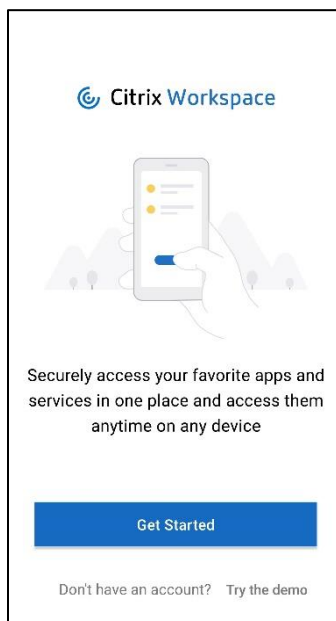 Citrix Workspace
Securely access your favorite apps and
services in one place and access them
anytime on any device
Get Started
Don't have an account? Try the demo